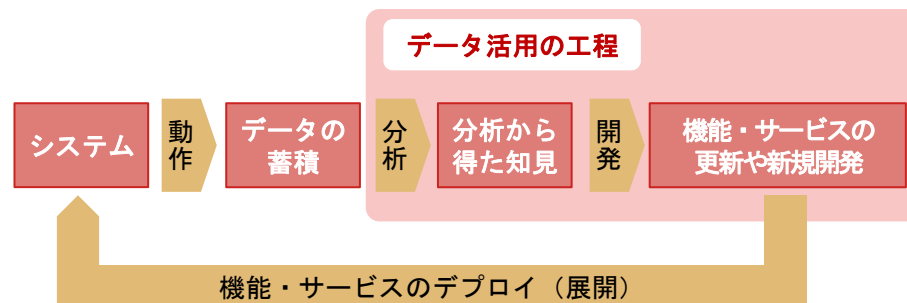 データ活用の工程
システム
動作
データの
蓄積
分析
分析から
得た知見
開発
機能・サービスの
更新や新規開発
機能・サービスのデプロイ（展開）